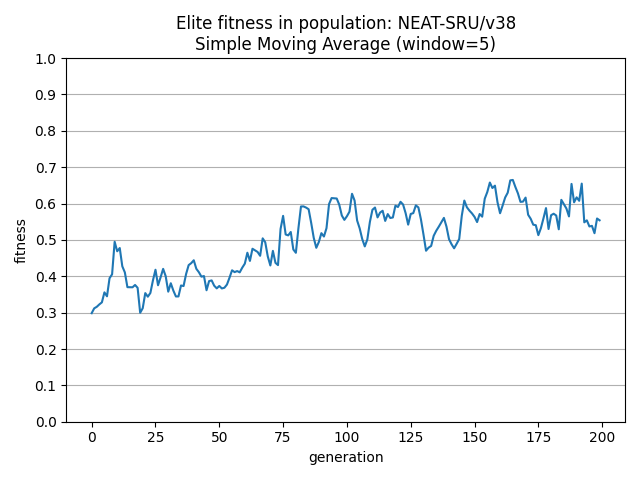 Elite fitness in population: NEAT-SRU/v38
Simple Moving Average (window=5)
1.0
0.9
0.8
0.7
0.6
0.5
0.4
0.3
0.2
0.1
0.0
fitness
0 25 50 75 100 125 150 175 200
generation